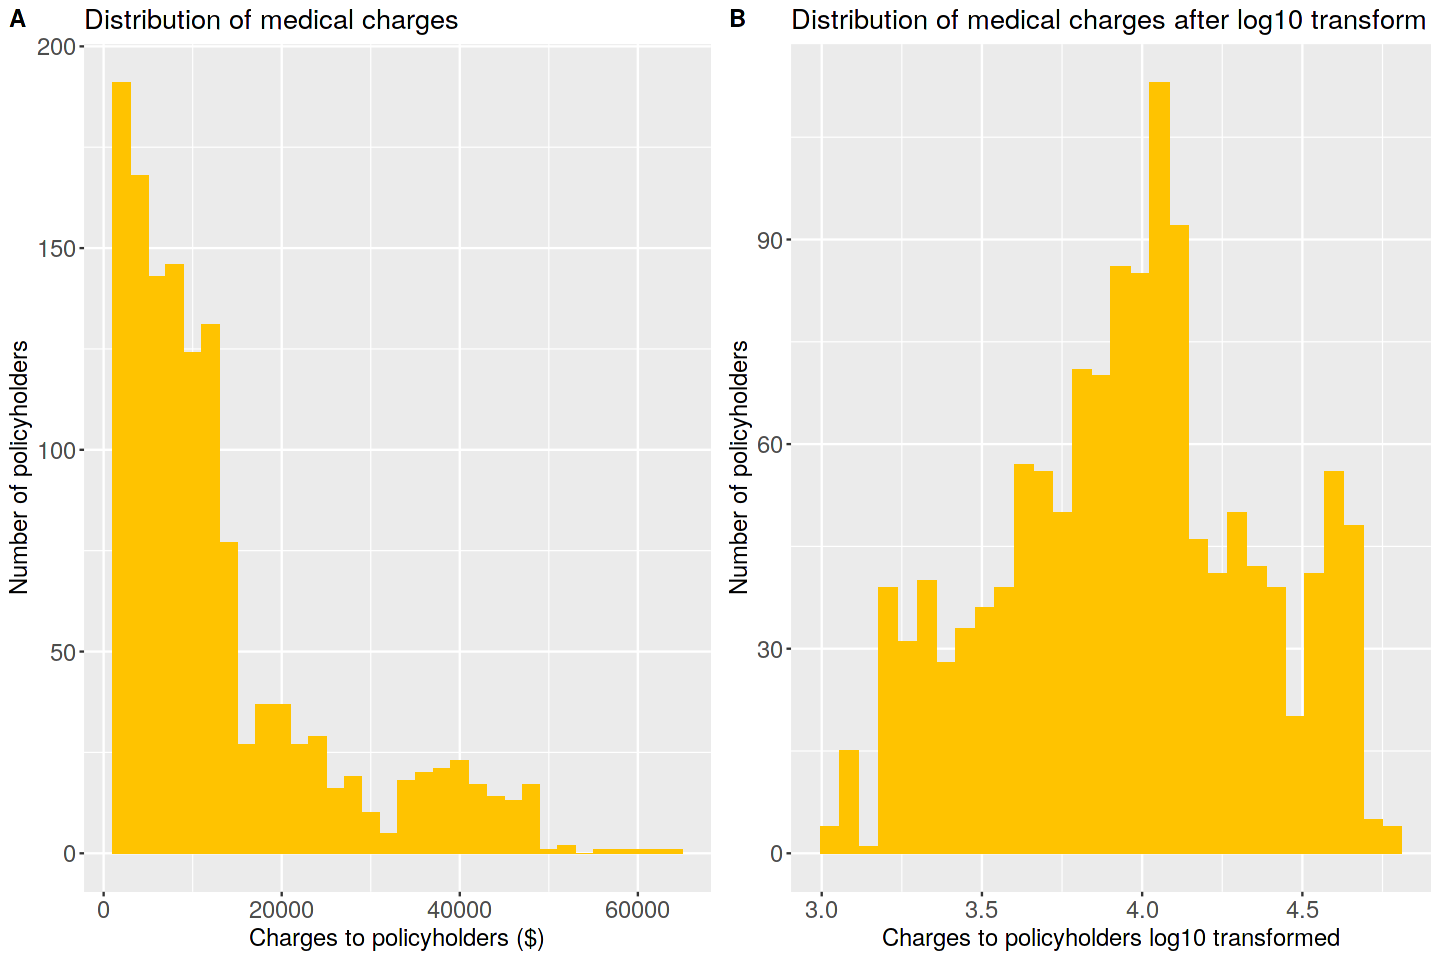 A
Distribution of medical charges
200
150
100
50
0
Number of policyholders
0 20000 40000 60000
Charges to policyholders ($)
B
Distribution of medical charges after log10 transform
90
60
30
0
Number of policyholders
3.0 3.5 4.0 4.5
Charges to policyholders log10 transformed